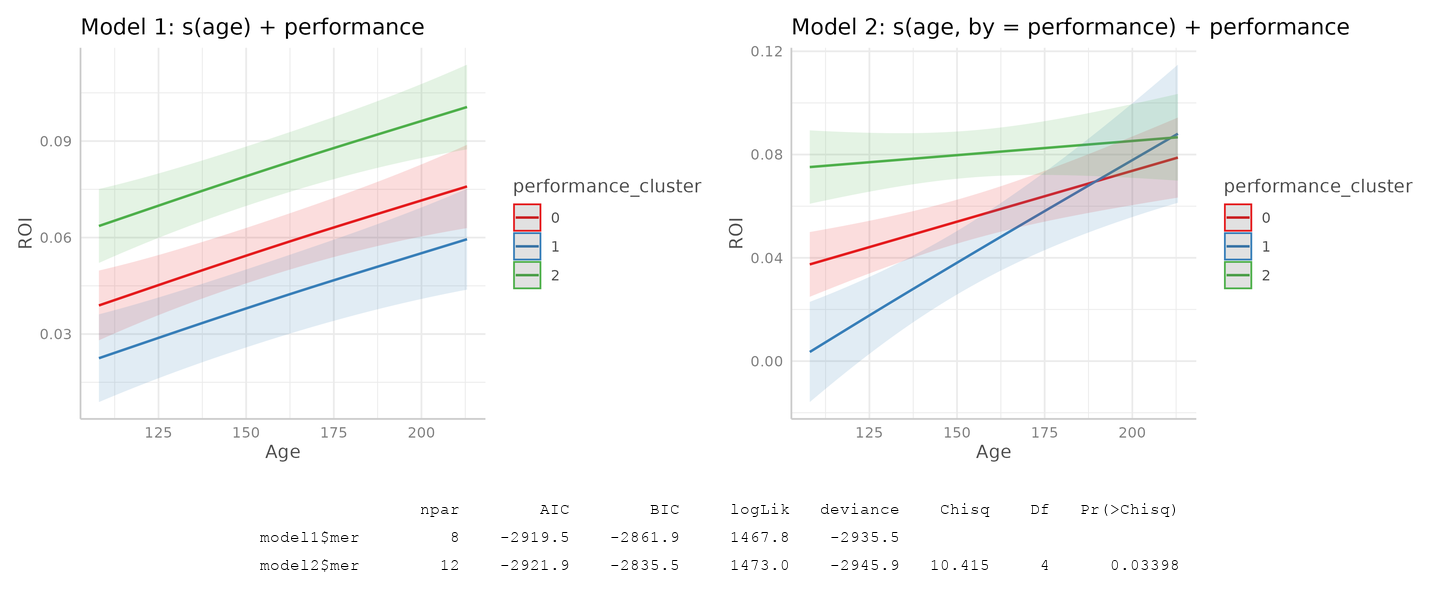 Model 1: s(age) + performance
0.09
0.06
0.03
ROI
125 150 175 200
Age
performance_cluster
0
1
2
Model 2: s(age, by = performance) + performance
0.12
0.08
0.04
0.00
ROI
125 150 175 200
Age
performance_cluster
0
1
2
npar AIC BIC logLik deviance Chisq Df Pr(>Chisq)
model1$mer 8 -2919.5 -2861.9 1467.8 -2935.5
model2$mer 12 -2921.9 -2835.5 1473.0 -2945.9 10.415 4 0.03398